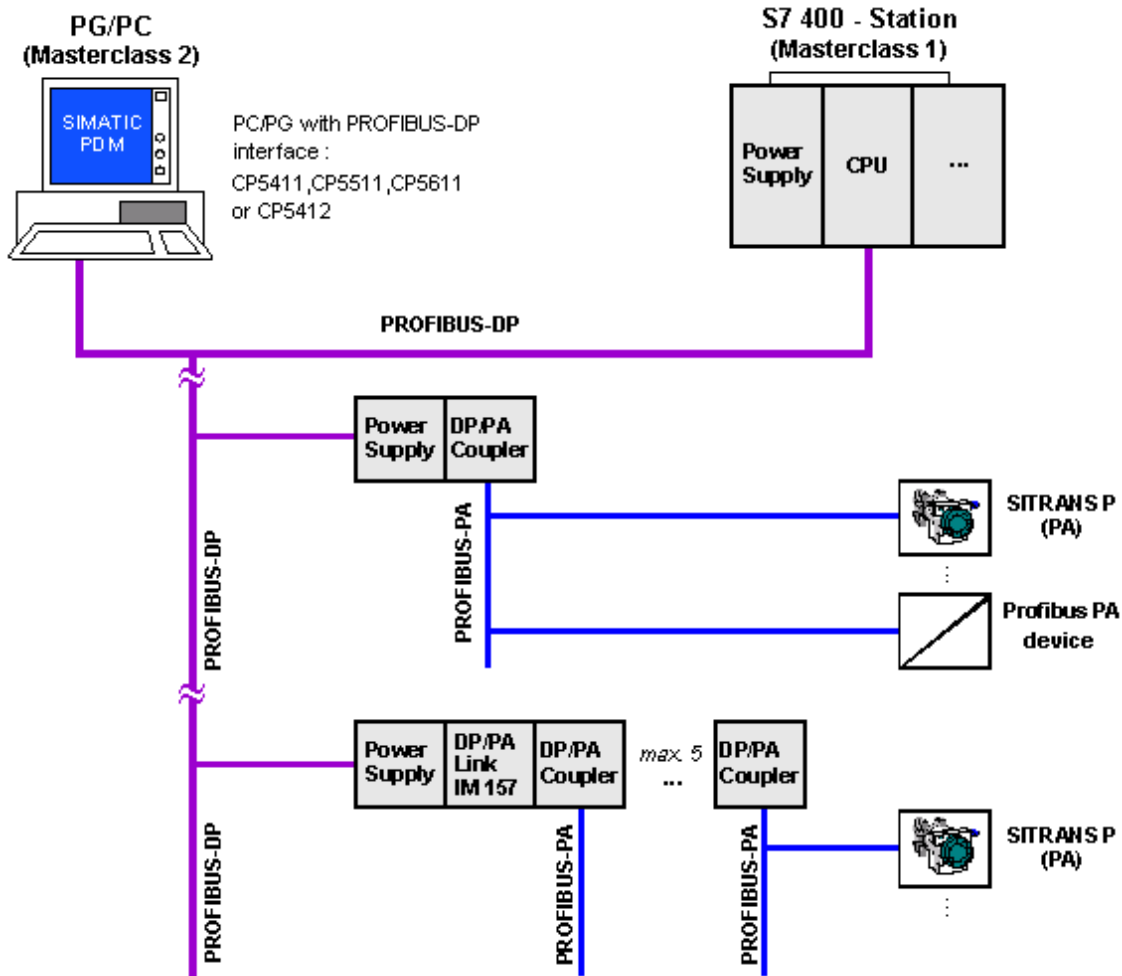 PG/PC
(Masterclass 2)
S7 400 - Station
(Masterclass 1)
SIMATIC
PDM
PC/PG with PROFIBUS-DP
interface :
CP5411,CP5511,CP5611
or CP5412
Power
Supply
CPU
...
PROFIBUS-DP
Power
Supply
DP/PA
Coupler
PROFIBUS-DP
PROFIBUS-PA
SITRANS P
(PA)
Profibus PA
device
Power
Supply
DP/PA
Link
IM 157
DP/PA
Coupler
max. 5
...
DP/PA
Coupler
PROFIBUS-DP
PROFIBUS-PA
PROFIBUS-PA
SITRANS P
(PA)